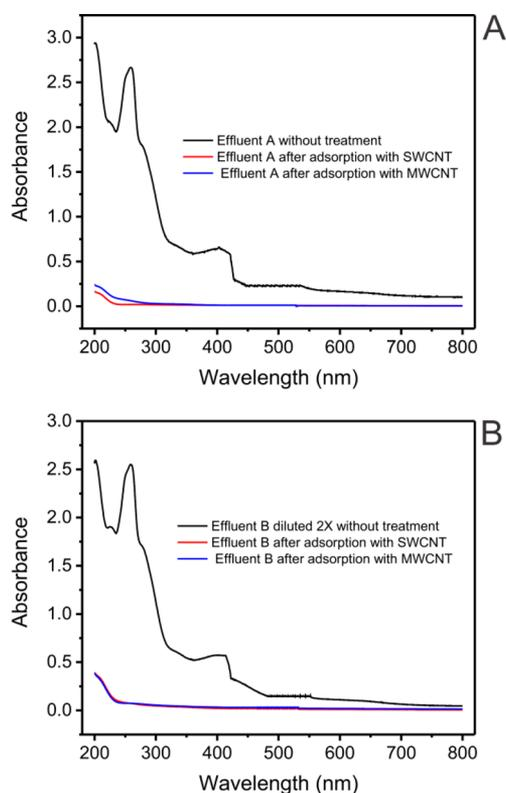 A
3.0
2.5
2.0
1.5
1.0
0.5
0.0
Absorbance
Effluent A without treatment
Effluent A after adsorption with SWCNT
Effluent A after adsorption with MWCNT
200 300 400 500 600 700 800
Wavelength (nm)
B
3.0
2.5
2.0
1.5
1.0
0.5
0.0
Absorbance
Effluent B diluted 2X without treatment
Effluent B after adsorption with SWCNT
Effluent B after adsorption with MWCNT
200 300 400 500 600 700 800
Wavelength (nm)